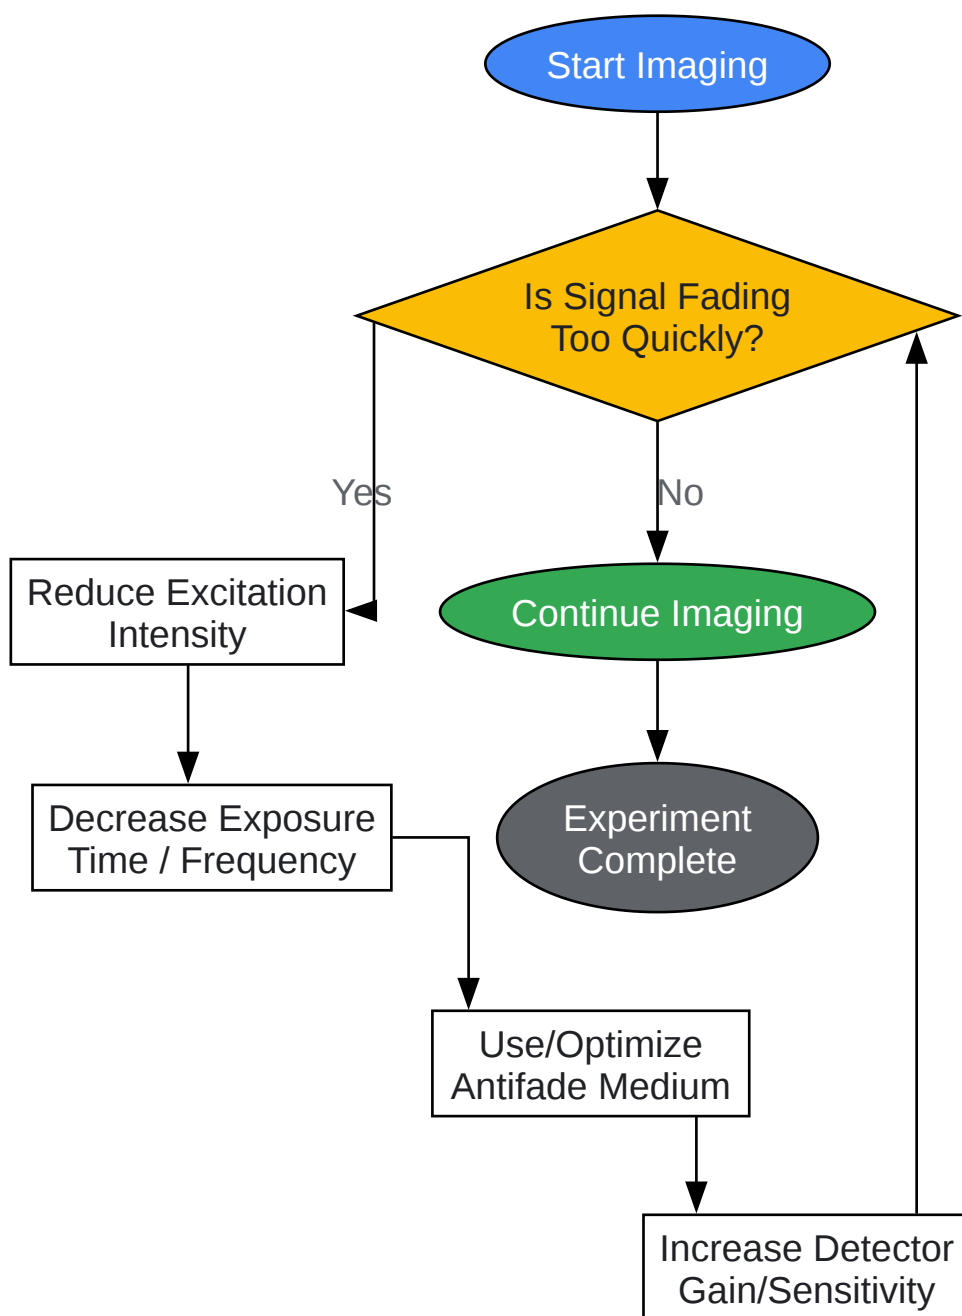 Start Imaging
Is Signal Fading
Too Quickly?
Yes
No
Reduce Excitation
Intensity
Continue Imaging
Decrease Exposure
Time / Frequency
Experiment
Complete
Use/Optimize
Antifade Medium
Increase Detector
Gain/Sensitivity